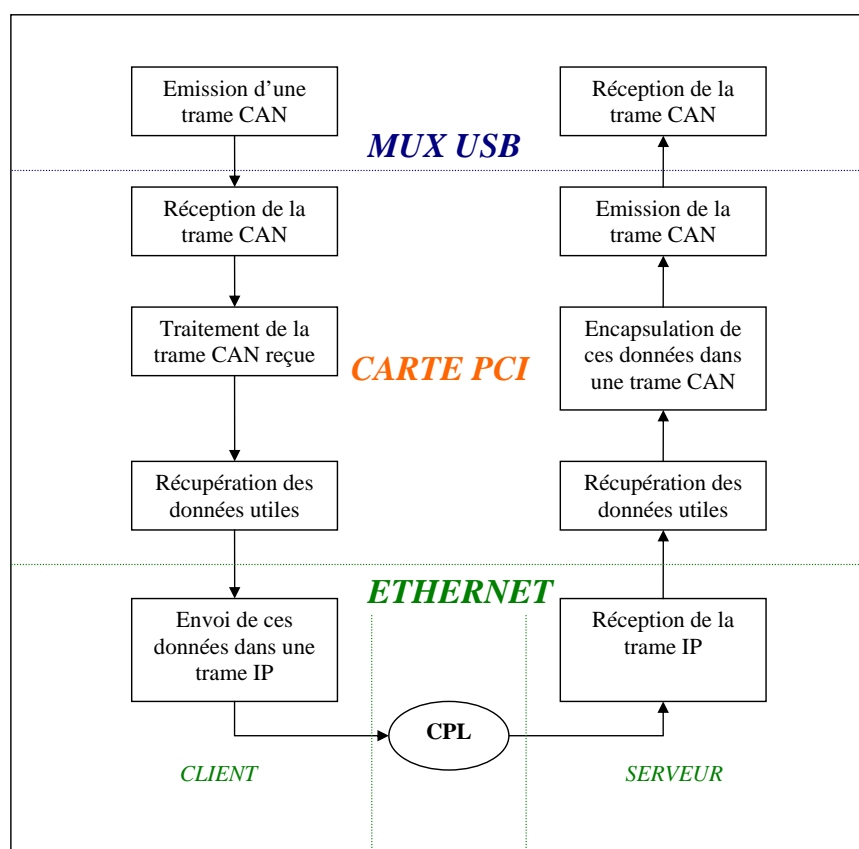 Emission d'une
trame CAN
Réception de la
trame CAN
MUX USB
Réception de la
trame CAN
Emission de la
trame CAN
Traitement de la
trame CAN reçue
CARTE PCI
Encapsulation de
ces données dans
une trame CAN
Récupération des
données utiles
Récupération des
données utiles
ETHERNET
Envoi de ces
données dans une
trame IP
Réception de la
trame IP
CPL
CLIENT
SERVEUR